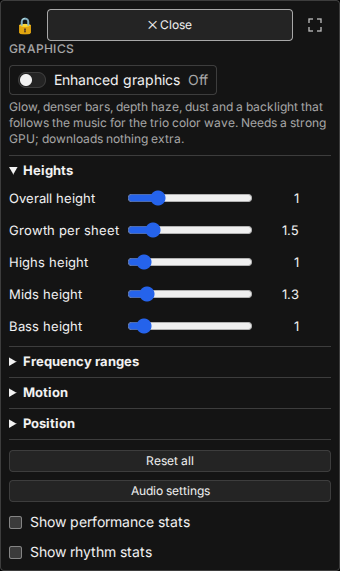 Close
GRAPHICS
Enhanced graphics Off
Glow, denser bars, depth haze, dust and a backlight that
follows the music for the trio color wave. Needs a strong
GPU; downloads nothing extra.
Heights
Overall height 1
Growth per sheet 1.5
Highs height 1
Mids height 1.3
Bass height 1
Frequency ranges
Motion
Position
Reset all
Audio settings
Show performance stats
Show rhythm stats